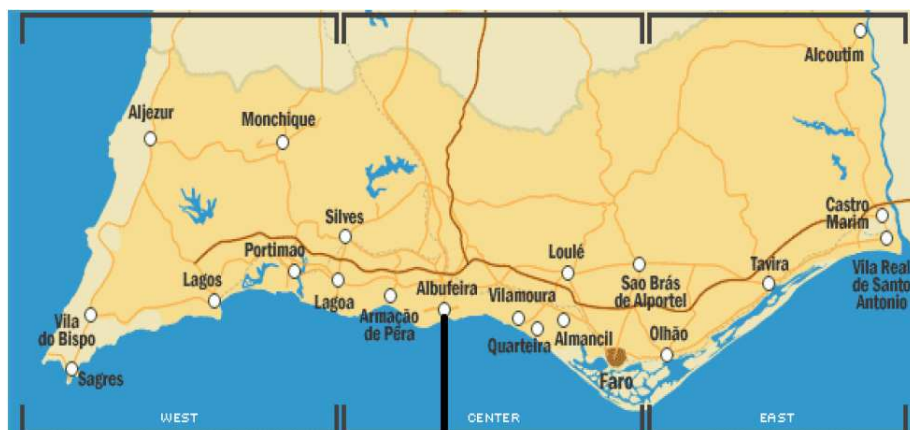 Alcoutim
Aljezur
Monchique
Silves
Castro
Marim
Portimao
Loulé
Lagos
Lagoa
Albufeira
Sao Brás
de Alportel
Tavira
Vila Real
de Santo
Antonio
Vila
do Bispo
Armação
de Pêra
Vilamoura
Quarteira
Almancil
Olhão
Sagres
Faro
WEST
CENTER
EAST